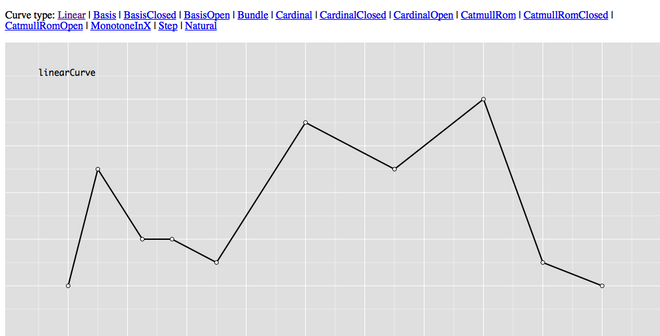 Curve type: Linear | Basis | BasisClosed | BasisOpen | Bundle | Cardinal | CardinalClosed | CardinalOpen | CatmullRom | CatmullRomClosed |
CatmullRomOpen | MonotoneInX | Step | Natural
linearCurve